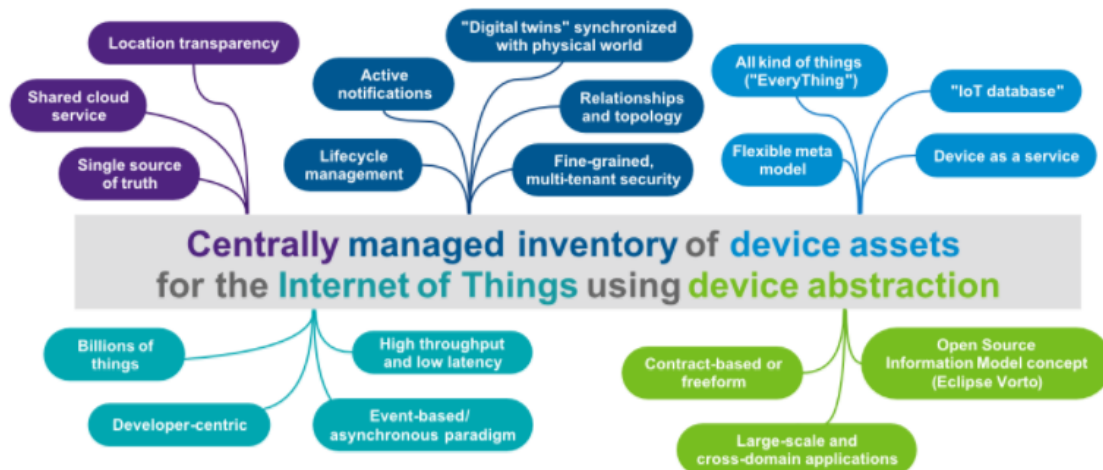 Location transparency
Shared cloud
service
Single source
of truth
"Digital twins" synchronized
with physical world
Active
notifications
Relationships
and topology
Lifecycle
management
Fine-grained,
multi-tenant security
All kind of things
("EveryThing")
"IoT database"
Flexible meta
model
Device as a service
Centrally managed inventory of device assets
for the Internet of Things using device abstraction
Billions of
things
High throughput
and low latency
Developer-centric
Event-based/
asynchronous paradigm
Contract-based or
freeform
Open Source
Information Model concept
(Eclipse Vorto)
Large-scale and
cross-domain applications